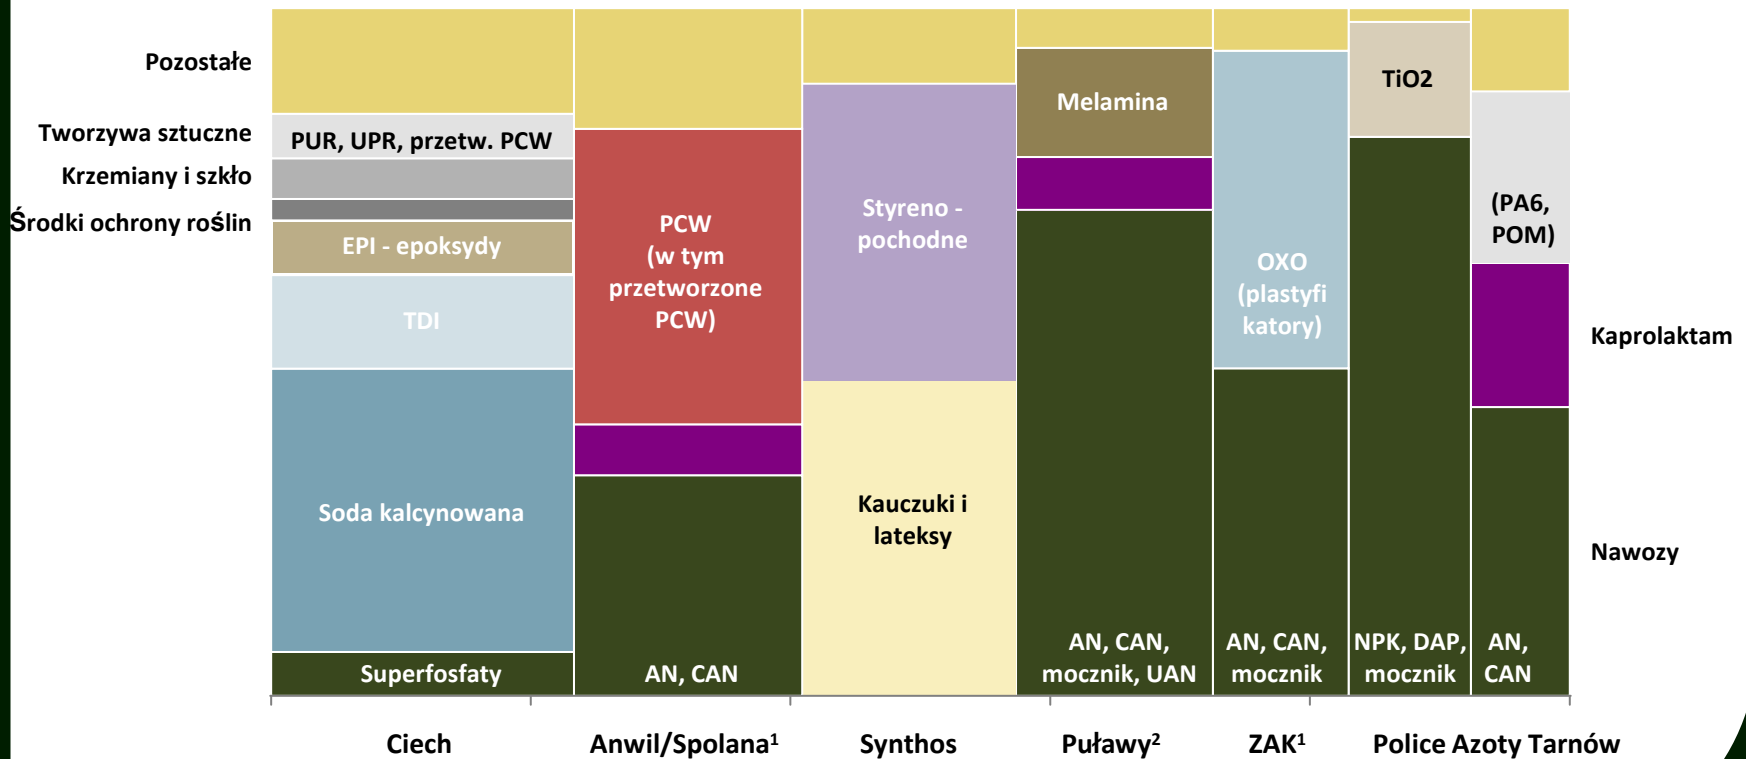 Pozostałe
Tworzywa sztuczne
Krzemiany i szkło
Środki ochrony roślin
PUR, UPR, przetw. PCW
EPI - epoksydy
TDI
Soda kalcynowana
Superfosfaty
PCW
(w tym
przetworzone
PCW)
AN, CAN
Styreno -
pochodne
Kauczuki i
lateksy
Melamina
AN, CAN,
mocznik, UAN
OXO
(plastyfi
katory)
AN, CAN,
mocznik
TiO2
NPK, DAP,
mocznik
(PA6,
POM)
AN,
CAN
Kaprolaktam
Nawozy
Ciech
Anwil/Spolana¹
Synthos
Puławy²
ZAK¹
Police
Azoty Tarnów